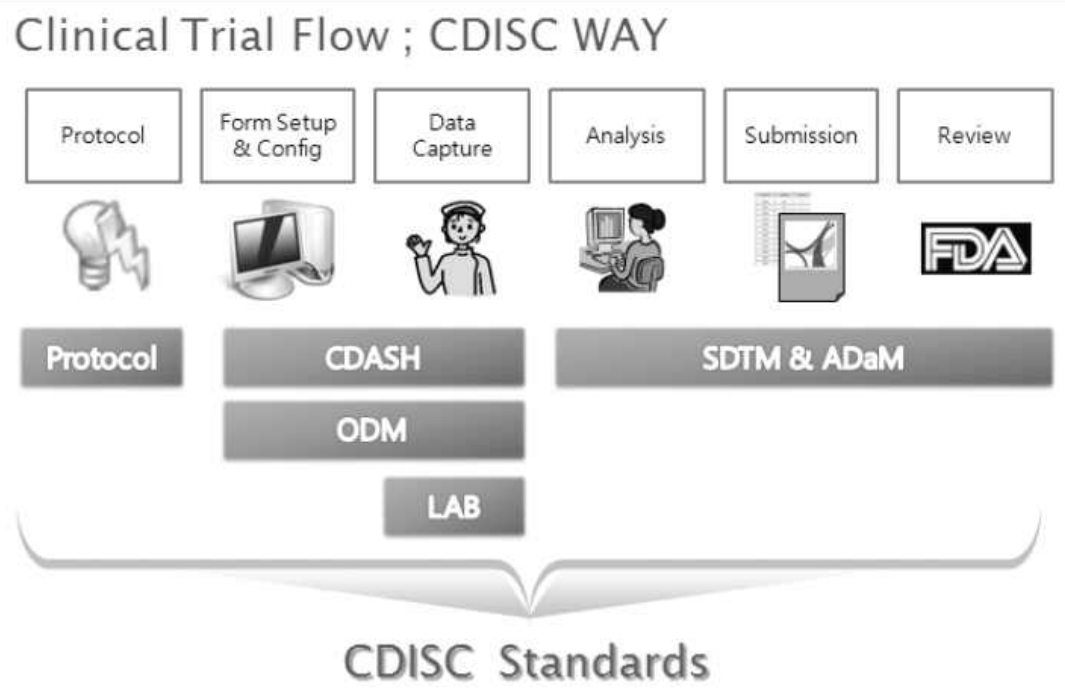 Clinical Trial Flow ; CDISC WAY
Protocol
Form Setup
& Config
Data
Capture
Analysis
Submission
Review
FDA
Protocol
CDASH
SDTM & ADaM
ODM
LAB
CDISC Standards